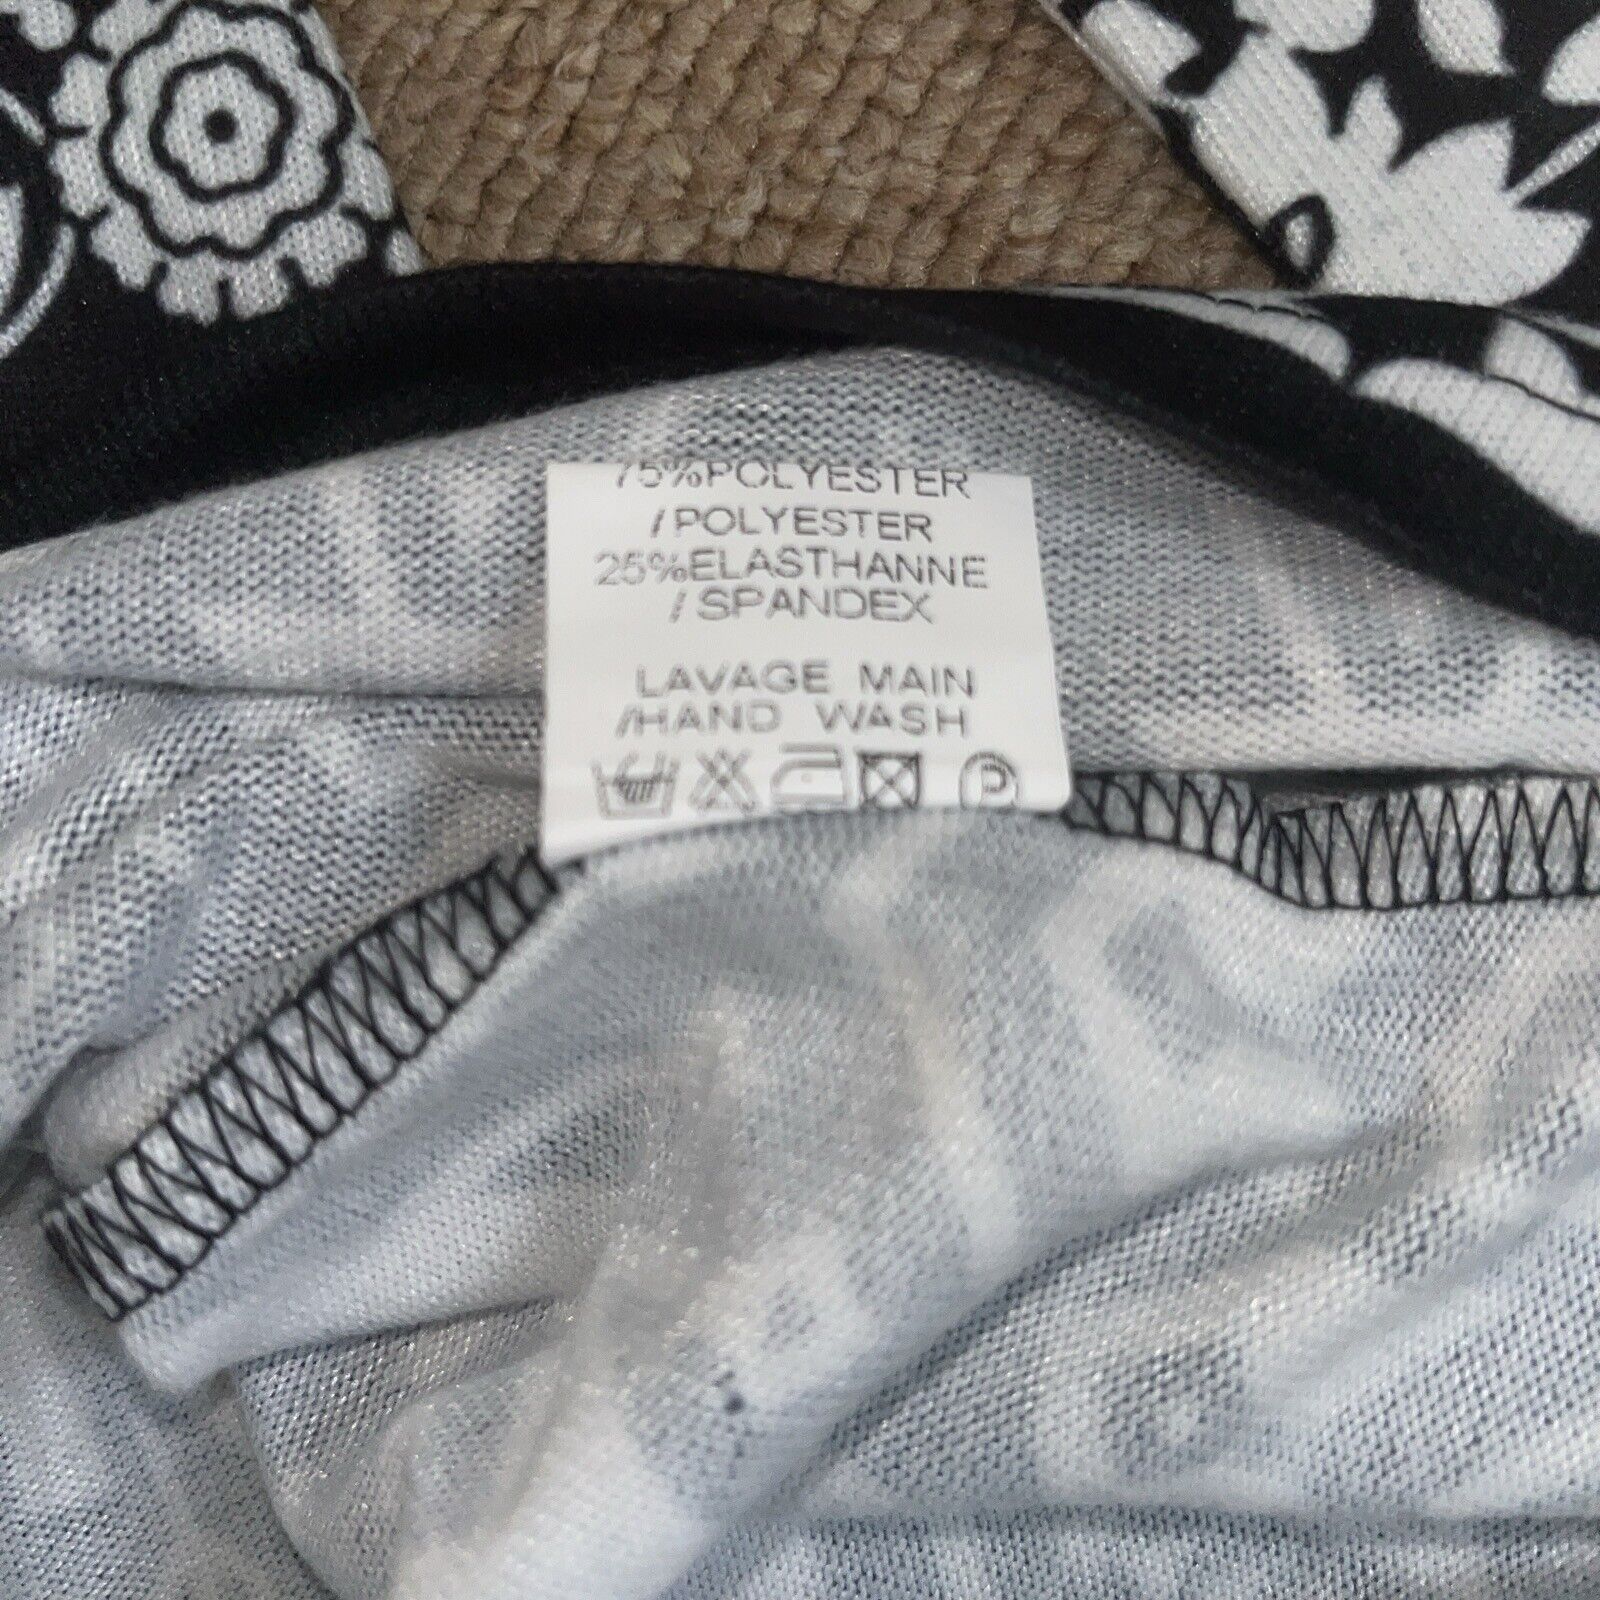 75%POLYESTER
/POLYESTER
25%ELASTHANNE
/SPANDEX
LAVAGE MAIN
/HAND WASH
P